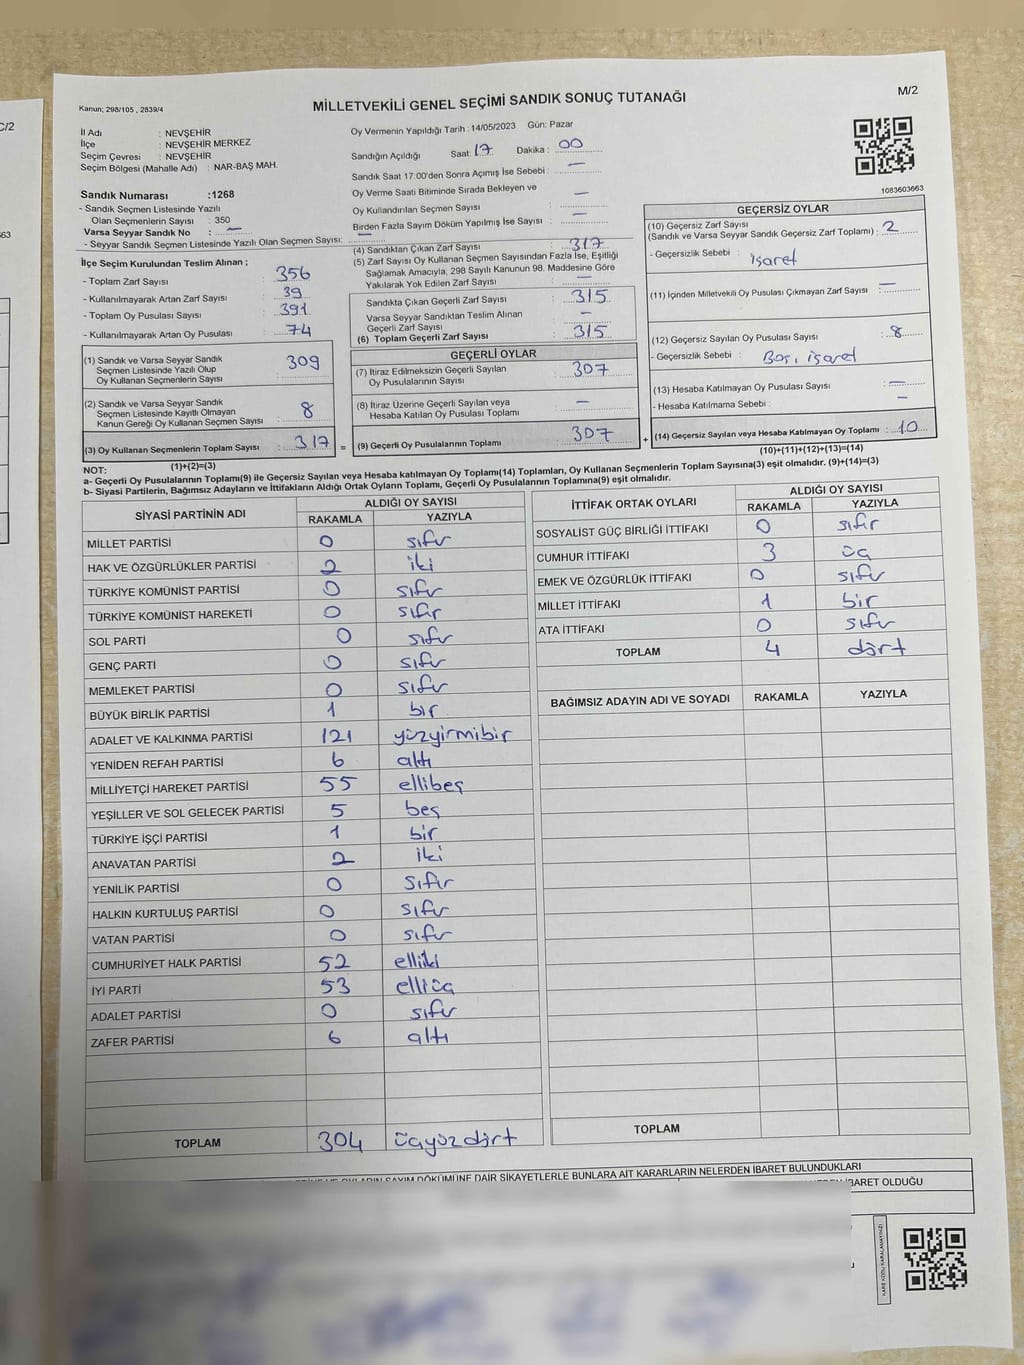 C/2
63
Kanun; 298/105 , 2839/4
MİLLETVEKİLİ GENEL SEÇİMİ SANDIK SONUÇ TUTANAĞI
M/2
İl Adı : NEVŞEHİR
İlçe : NEVŞEHİR MERKEZ
Seçim Çevresi : NEVŞEHİR
Seçim Bölgesi (Mahalle Adı) : NAR-BAŞ MAH.
Sandık Numarası :1268
- Sandık Seçmen Listesinde Yazılı
Olan Seçmenlerin Sayısı : 350
Varsa Seyyar Sandık No : —
- Seyyar Sandık Seçmen Listesinde Yazılı Olan Seçmen Sayısı:
İlçe Seçim Kurulundan Teslim Alınan ;
- Toplam Zarf Sayısı : 356
- Kullanılmayarak Artan Zarf Sayısı : 39
- Toplam Oy Pusulası Sayısı : 391
- Kullanılmayarak Artan Oy Pusulası : 74
(1) Sandık ve Varsa Seyyar Sandık
Seçmen Listesinde Yazılı Olup
Oy Kullanan Seçmenlerin Sayısı : 309
(2) Sandık ve Varsa Seyyar Sandık
Seçmen Listesinde Kayıtlı Olmayan
Kanun Gereği Oy Kullanan Seçmen Sayısı : 8
(3) Oy Kullanan Seçmenlerin Toplam Sayısı : 317
(1)+(2)=(3)
Oy Vermenin Yapıldığı Tarih :14/05/2023 Gün: Pazar
Sandığın Açıldığı Saat: 17 Dakika : 00
Sandık Saat 17:00'den Sonra Açılmış İse Sebebi : —
Oy Verme Saati Bitiminde Sırada Bekleyen ve
Oy Kullandırılan Seçmen Sayısı : —
Birden Fazla Sayım Döküm Yapılmış İse Sayısı : —
(4) Sandıktan Çıkan Zarf Sayısı : 317
(5) Zarf Sayısı Oy Kullanan Seçmen Sayısından Fazla İse, Eşitliği
Sağlamak Amacıyla, 298 Sayılı Kanunun 98. Maddesine Göre
Yakılarak Yok Edilen Zarf Sayısı : —
Sandıkta Çıkan Geçerli Zarf Sayısı : 315
Varsa Seyyar Sandıktan Teslim Alınan
Geçerli Zarf Sayısı : —
(6) Toplam Geçerli Zarf Sayısı : 315
GEÇERLİ OYLAR
(7) İtiraz Edilmeksizin Geçerli Sayılan
Oy Pusulalarının Sayısı : 307
(8) İtiraz Üzerine Geçerli Sayılan veya
Hesaba Katılan Oy Pusulası Toplamı : —
= (9) Geçerli Oy Pusulalarının Toplamı : 307 +
1083603663
GEÇERSİZ OYLAR
(10) Geçersiz Zarf Sayısı
(Sandık ve Varsa Seyyar Sandık Geçersiz Zarf Toplamı) : 2
- Geçersizlik Sebebi : işaret
(11) İçinden Milletvekili Oy Pusulası Çıkmayan Zarf Sayısı : —
(12) Geçersiz Sayılan Oy Pusulası Sayısı : 8
- Geçersizlik Sebebi : Boş, işaret
(13) Hesaba Katılmayan Oy Pusulası Sayısı : —
- Hesaba Katılmama Sebebi : —
(14) Geçersiz Sayılan veya Hesaba Katılmayan Oy Toplamı : 10
(10)+(11)+(12)+(13)=(14)
NOT:
a- Geçerli Oy Pusulalarının Toplamı(9) ile Geçersiz Sayılan veya Hesaba katılmayan Oy Toplamı(14) Toplamları, Oy Kullanan Seçmenlerin Toplam Sayısına(3) eşit olmalıdır. (9)+(14)=(3)
b- Siyasi Partilerin, Bağımsız Adayların ve İttifakların Aldığı Ortak Oyların Toplamı, Geçerli Oy Pusulalarının Toplamına(9) eşit olmalıdır.
SİYASİ PARTİNİN ADI ALDIĞI OY SAYISI
RAKAMLA YAZIYLA
MİLLET PARTİSİ 0 sıfır
HAK VE ÖZGÜRLÜKLER PARTİSİ 2 iki
TÜRKİYE KOMÜNİST PARTİSİ 0 sıfır
TÜRKİYE KOMÜNİST HAREKETİ 0 sıfır
SOL PARTİ 0 sıfır
GENÇ PARTİ 0 sıfır
MEMLEKET PARTİSİ 0 sıfır
BÜYÜK BİRLİK PARTİSİ 1 bir
ADALET VE KALKINMA PARTİSİ 121 yüzyirmibir
YENİDEN REFAH PARTİSİ 6 altı
MİLLİYETÇİ HAREKET PARTİSİ 55 ellibeş
YEŞİLLER VE SOL GELECEK PARTİSİ 5 beş
TÜRKİYE İŞÇİ PARTİSİ 1 bir
ANAVATAN PARTİSİ 2 iki
YENİLİK PARTİSİ 0 sıfır
HALKIN KURTULUŞ PARTİSİ 0 sıfır
VATAN PARTİSİ 0 sıfır
CUMHURİYET HALK PARTİSİ 52 elliiki
İYİ PARTİ 53 elliüç
ADALET PARTİSİ 0 sıfır
ZAFER PARTİSİ 6 altı
TOPLAM 304 üçyüzdört
İTTİFAK ORTAK OYLARI ALDIĞI OY SAYISI
RAKAMLA YAZIYLA
SOSYALİST GÜÇ BİRLİĞİ İTTİFAKI 0 sıfır
CUMHUR İTTİFAKI 3 üç
EMEK VE ÖZGÜRLÜK İTTİFAKI 0 sıfır
MİLLET İTTİFAKI 1 bir
ATA İTTİFAKI 0 sıfır
TOPLAM 4 dört
BAĞIMSIZ ADAYIN ADI VE SOYADI RAKAMLA YAZIYLA
TOPLAM
SAYIM DÖKÜMÜNE DAİR ŞİKAYETLERLE BUNLARA AİT KARARLARIN NELERDEN İBARET BULUNDUKLARI
İBARET OLDUĞU